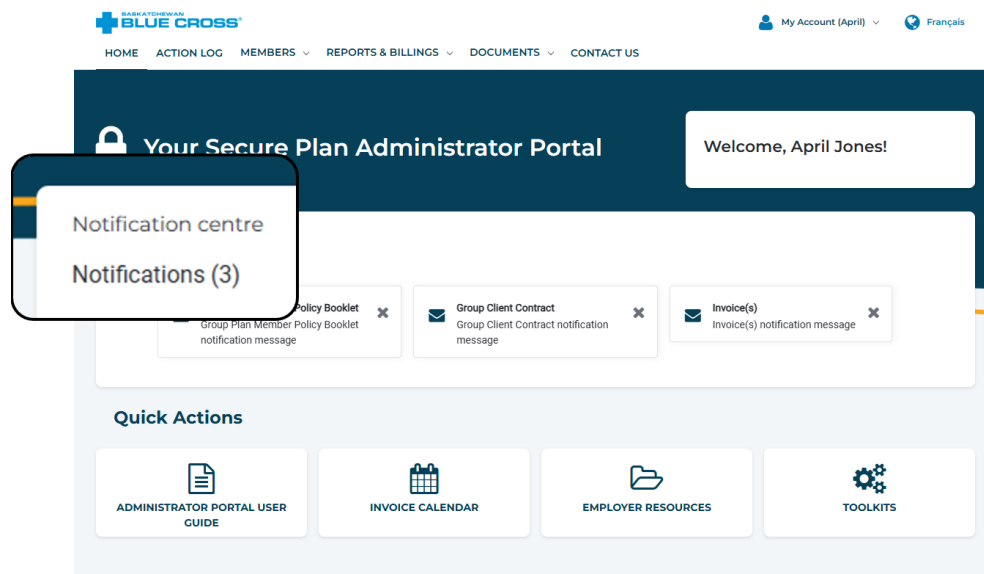 SASKATCHEWAN
BLUE CROSS®
My Account (April)
Français
HOME ACTION LOG MEMBERS REPORTS & BILLINGS DOCUMENTS CONTACT US
Your Secure Plan Administrator Portal
Welcome, April Jones!
Notification centre
Notifications (3)
Policy Booklet
Group Plan Member Policy Booklet
notification message
Group Client Contract
Group Client Contract notification
message
Invoice(s)
Invoice(s) notification message
Quick Actions
ADMINISTRATOR PORTAL USER
GUIDE
INVOICE CALENDAR
EMPLOYER RESOURCES
TOOLKITS